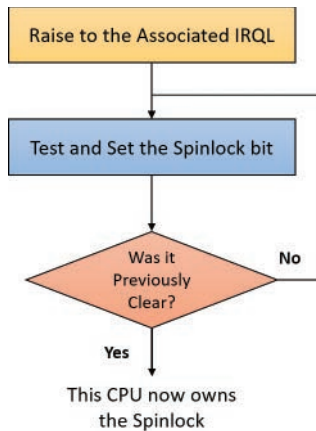 Raise to the Associated IRQL
Test and Set the Spinlock bit
Was it
Previously
Clear?
No
Yes
This CPU now owns
the Spinlock